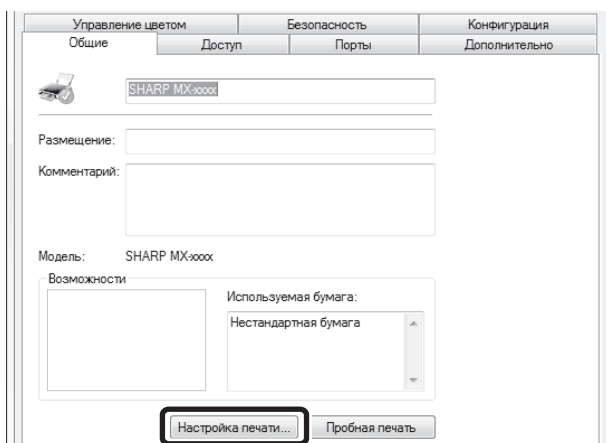 Управление цветом Безопасность Конфигурация
Общие Доступ Порты Дополнительно
SHARP MX-xxxx
Размещение:
Комментарий:
Модель: SHARP MX-xxxx
Возможности
Используемая бумага:
Нестандартная бумага
Настройка печати... Пробная печать